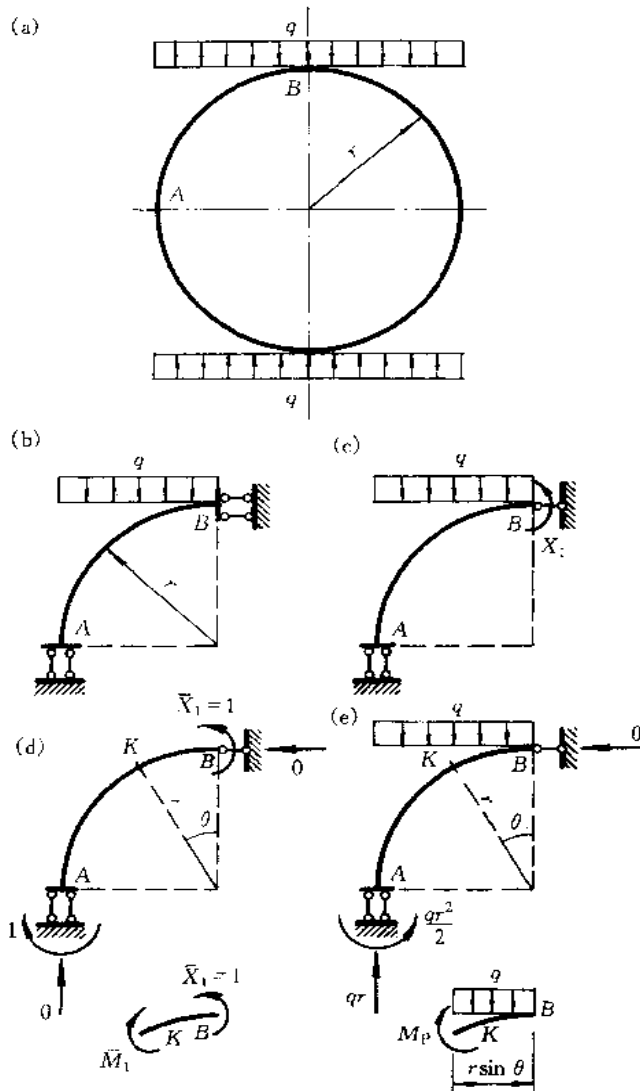 (a)
q
B
r
A
q
(b)
q
B
r
A
(c)
q
B
X₁
A
(d)
X̄₁ = 1
K
B
0
r
θ
A
1
0
X̄₁ = 1
K
B
M̄₁
(e)
q
0
K
B
r
θ
A
qr²/2
qr
q
B
M_P
K
r sin θ